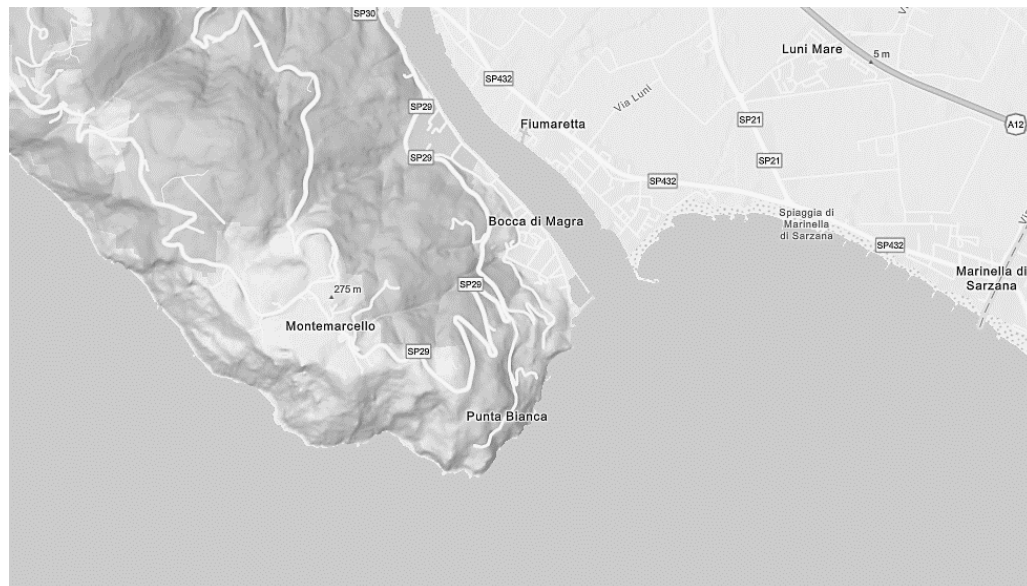 SP30
Luni Mare
5 m
SP432
SP29
Via Luni
SP21
A12
Fiumaretta
SP29
SP21
SP432
Bocca di Magra
Spiaggia di
Marinella
di Sarzana
SP432
Marinella di
Sarzana
SP29
275 m
Montemarcello
SP29
Punta Bianca